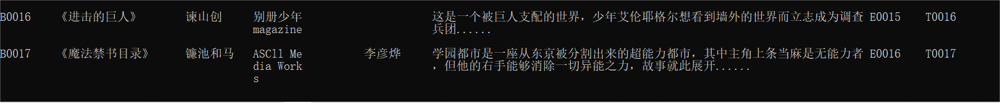 B0016 《进击的巨人》 谏山创 别册少年 这是一个被巨人支配的世界，少年艾伦耶格尔想看到墙外的世界而立志成为调查 E0015 T0016
magazine 兵团......
B0017 《魔法禁书目录》 镰池和马 ASCll Me 李彦烨 学园都市是一座从东京被分割出来的超能力都市，其中主角上条当麻是无能力者 E0016 T0017
dia Work ，但他的右手能够消除一切异能之力，故事就此展开......
s